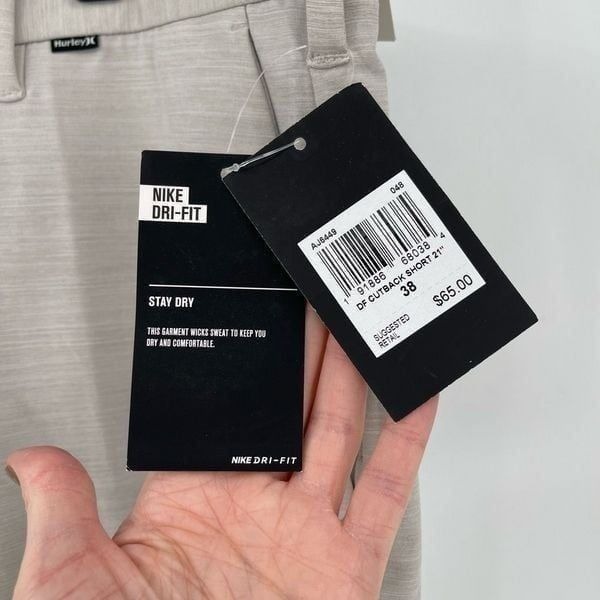 Hurley
NIKE
DRI-FIT
STAY DRY
THIS GARMENT WICKS SWEAT TO KEEP YOU
DRY AND COMFORTABLE.
NIKE DRI-FIT
AJ6449
048
1 91886 68038 4
DF CUTBACK SHORT 21"
38
SUGGESTED
RETAIL
$65.00